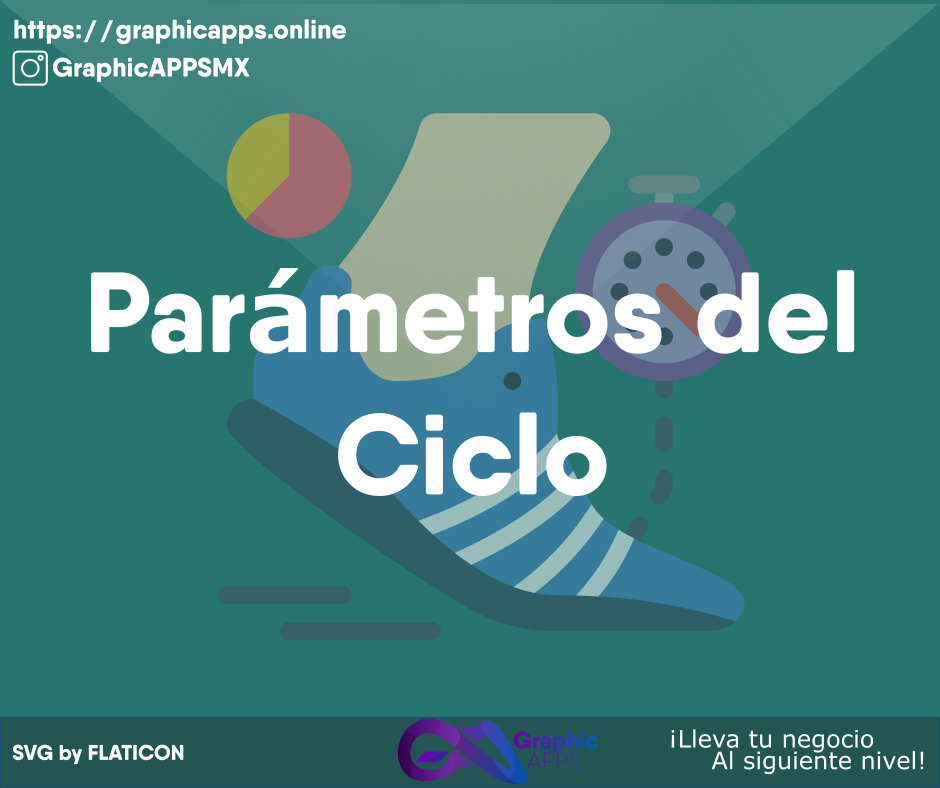 https://graphicapps.online
GraphicAPPSMX
Parámetros del
Ciclo
SVG by FLATICON
Graphic
APPS
¡Lleva tu negocio
Al siguiente nivel!